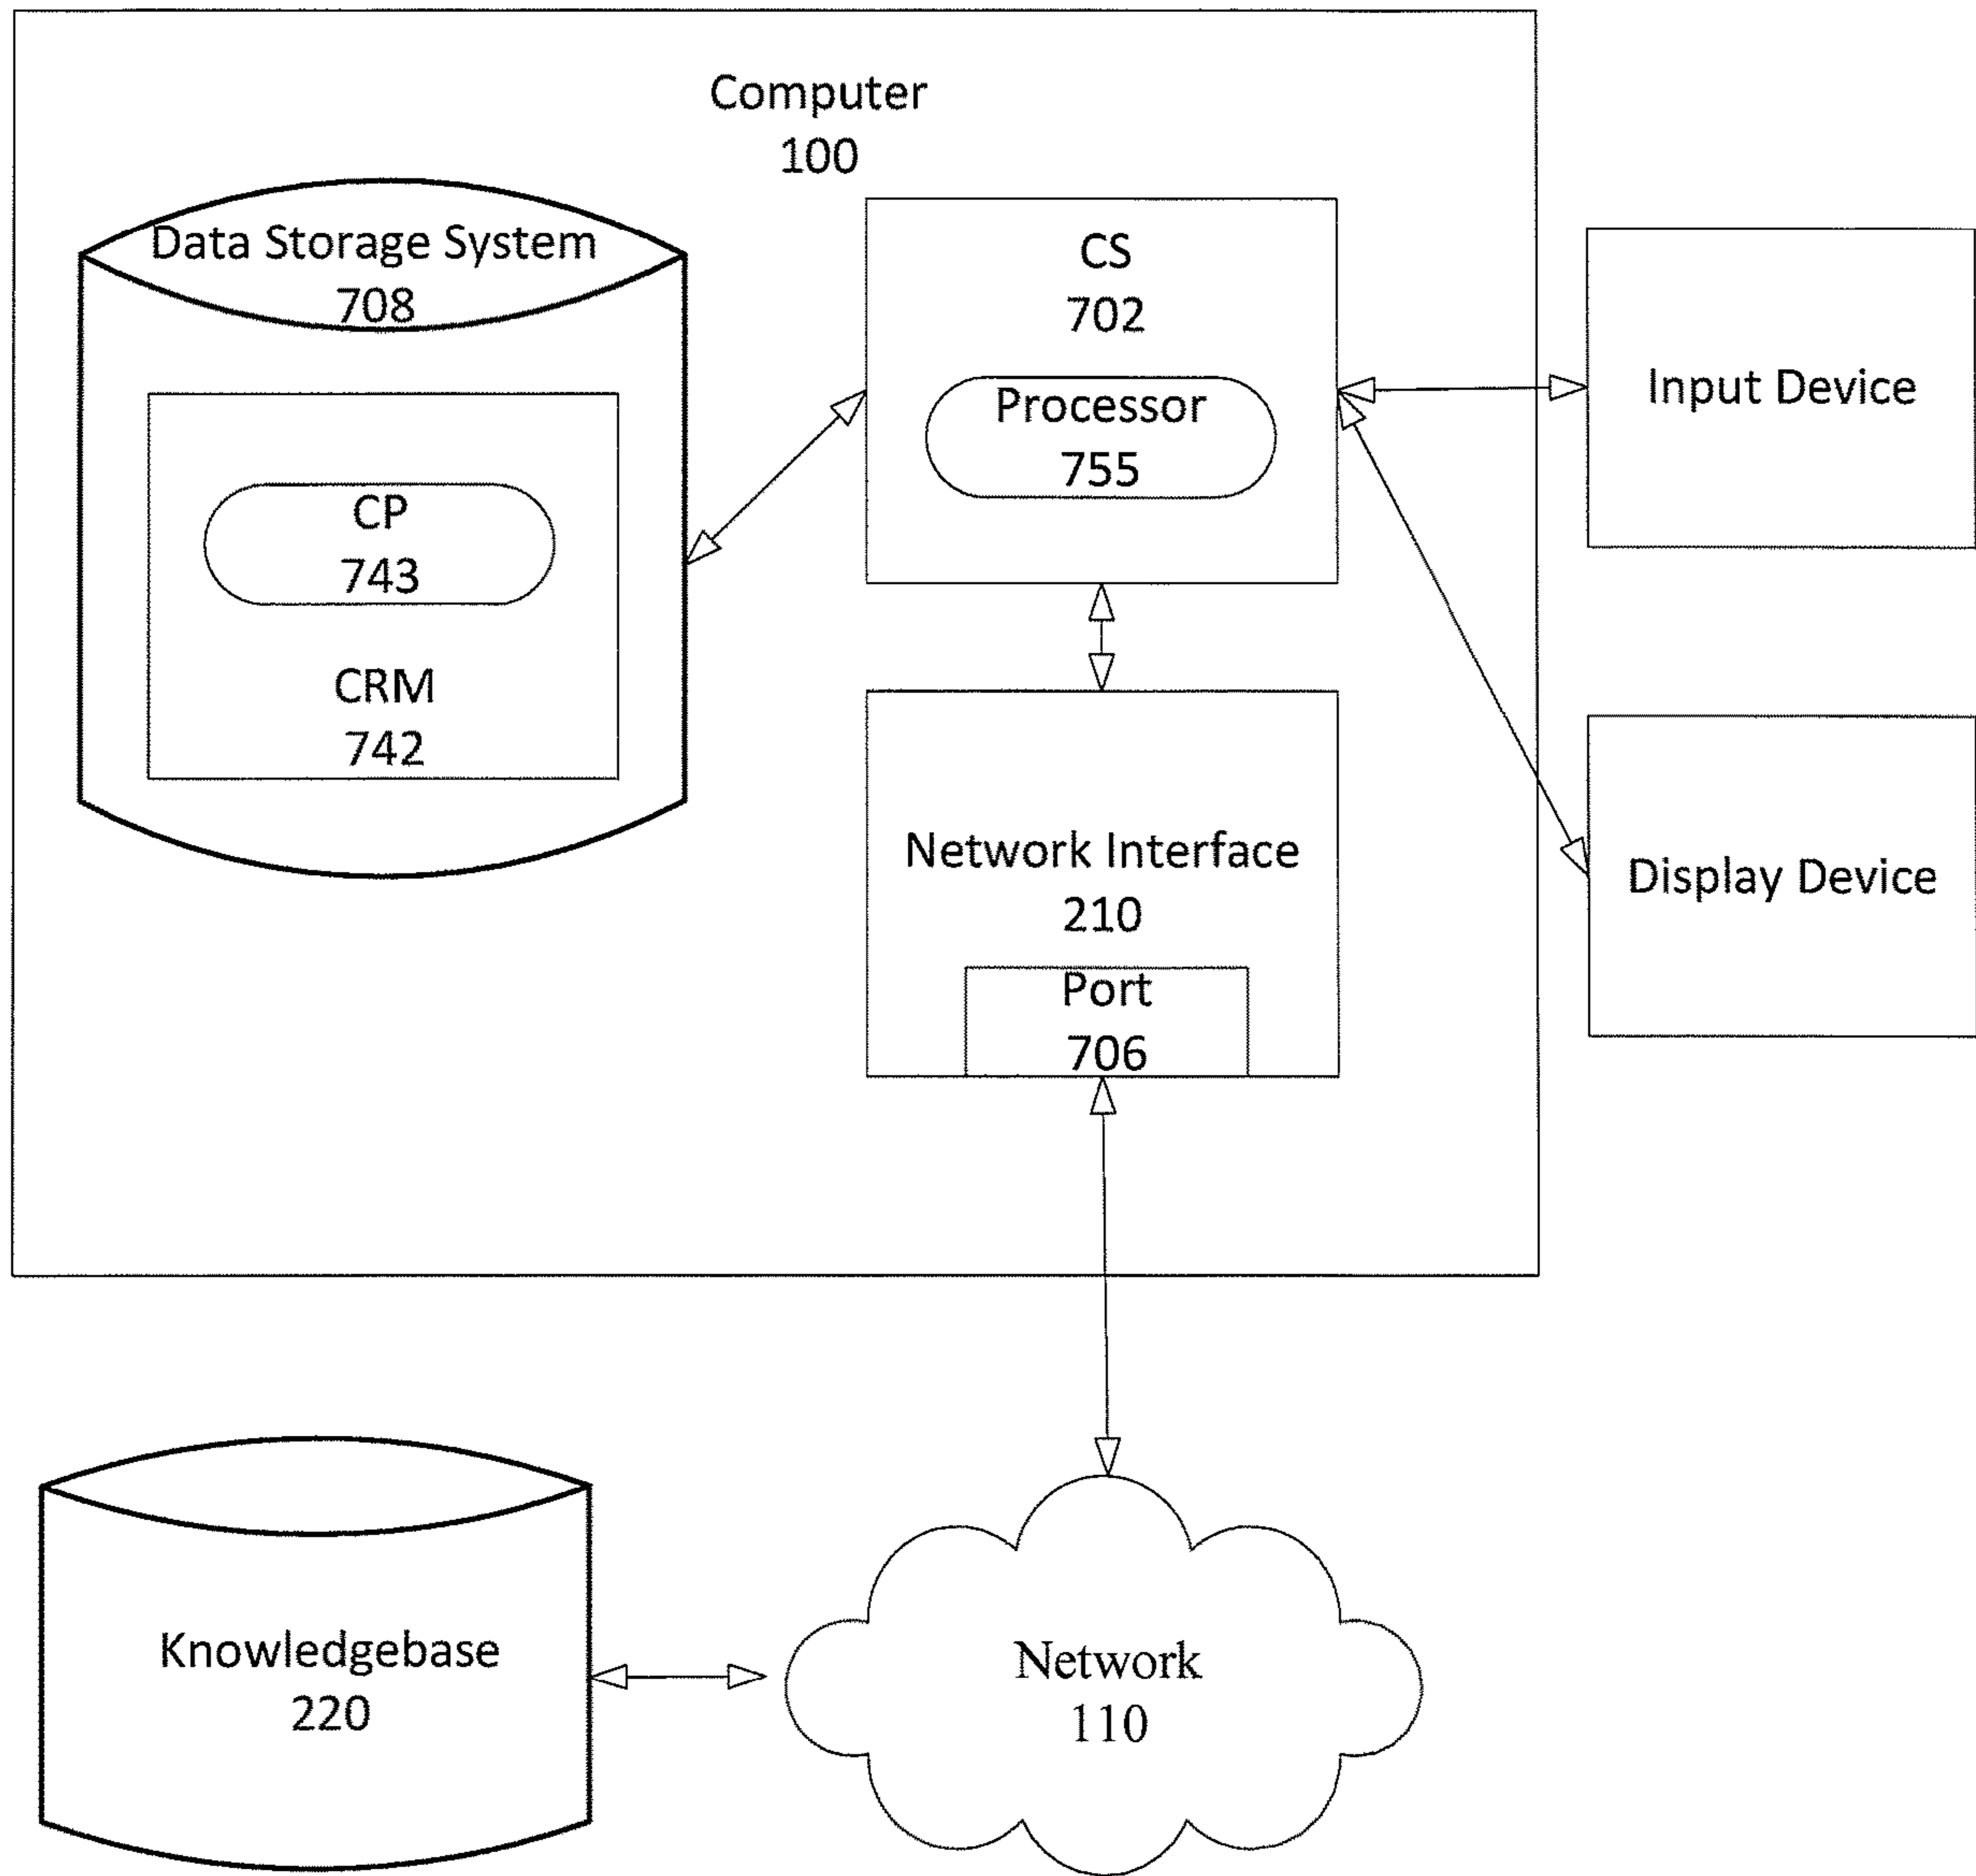 Computer
100
Data Storage System
708
CS
702
Processor
755
Input Device
CP
743
CRM
742
Network Interface
210
Port
706
Display Device
Knowledgebase
220
Network
110